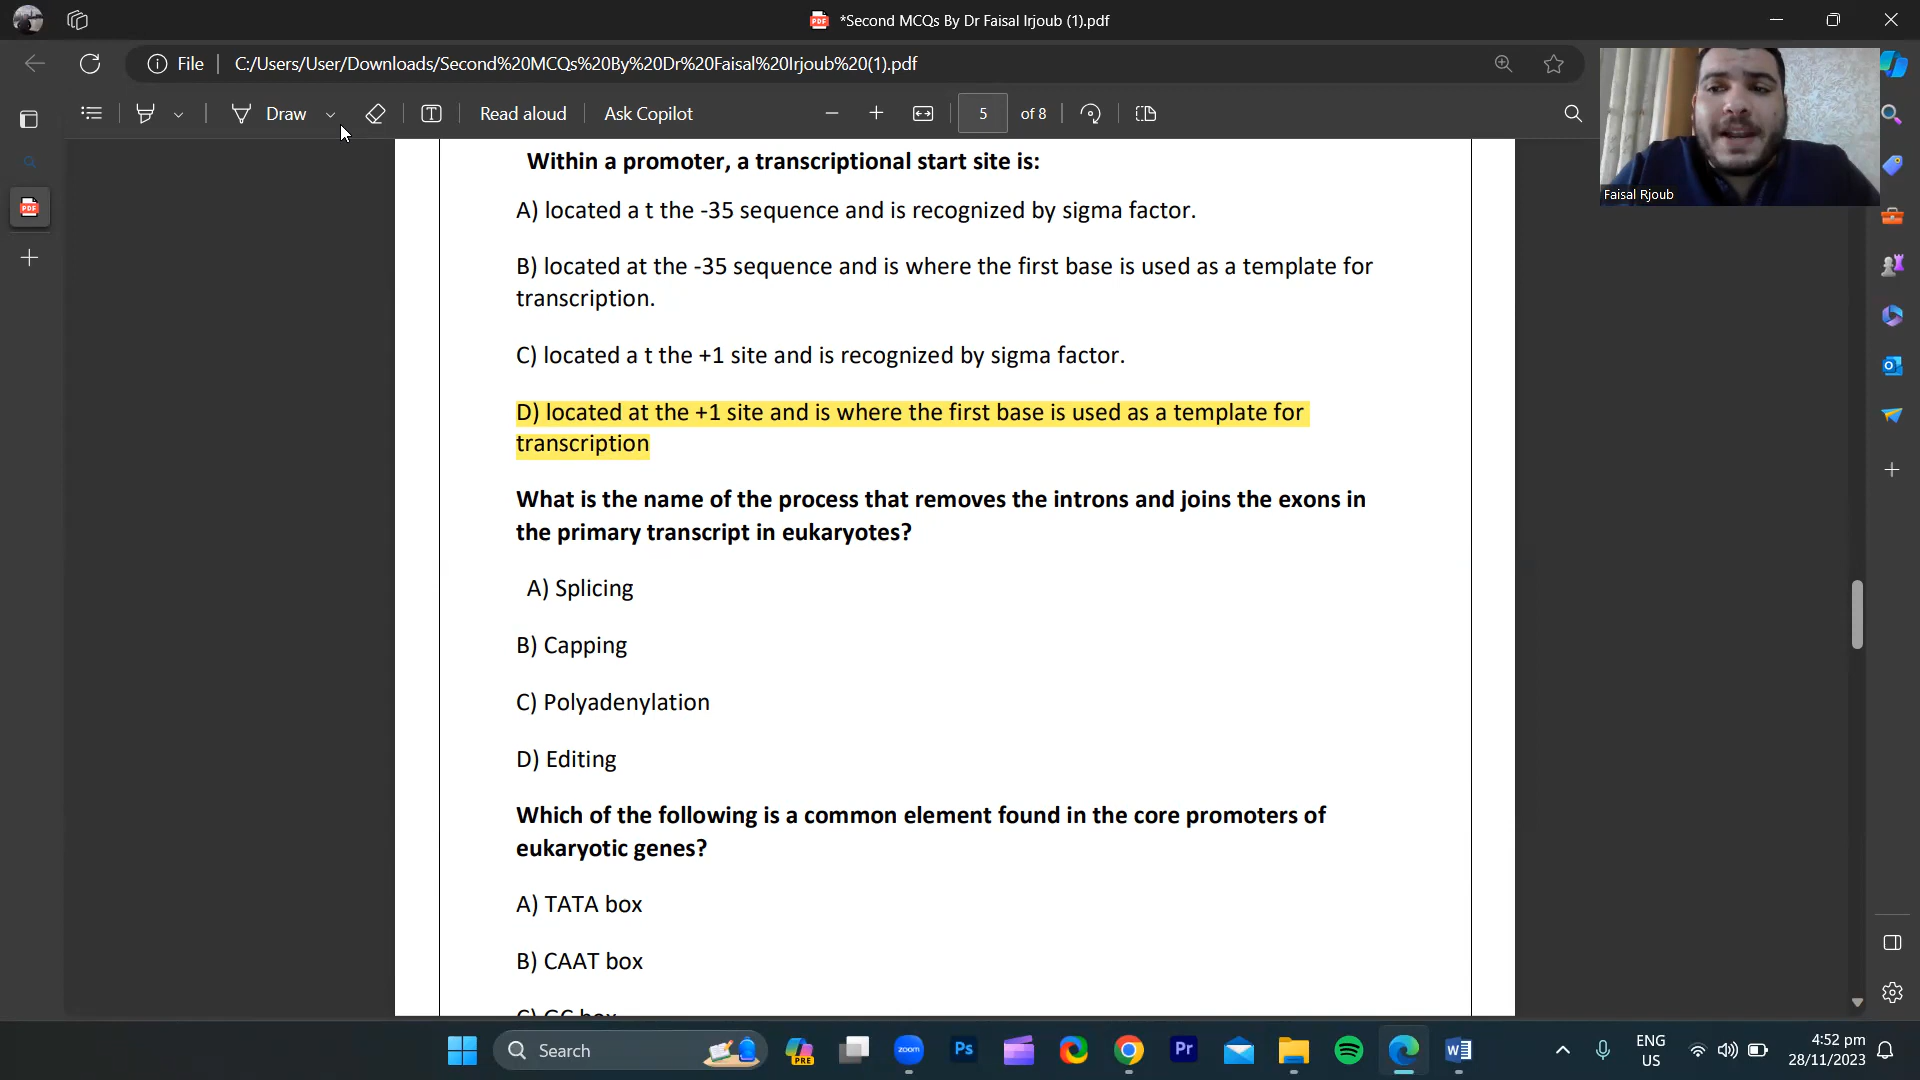 *Second MCQs By Dr Faisal Irjoub (1).pdf
File
C:/Users/User/Downloads/Second%20MCQs%20By%20Dr%20Faisal%20Irjoub%20(1).pdf
Draw
Read aloud
Ask Copilot
5
of 8
Faisal Rjoub
Within a promoter, a transcriptional start site is:
A) located a t the -35 sequence and is recognized by sigma factor.
B) located at the -35 sequence and is where the first base is used as a template for
transcription.
C) located a t the +1 site and is recognized by sigma factor.
D) located at the +1 site and is where the first base is used as a template for
transcription
What is the name of the process that removes the introns and joins the exons in
the primary transcript in eukaryotes?
A) Splicing
B) Capping
C) Polyadenylation
D) Editing
Which of the following is a common element found in the core promoters of
eukaryotic genes?
A) TATA box
B) CAAT box
C) GC box
Search
PRE
zoom
Ps
Pr
ENG
US
4:52 pm
28/11/2023